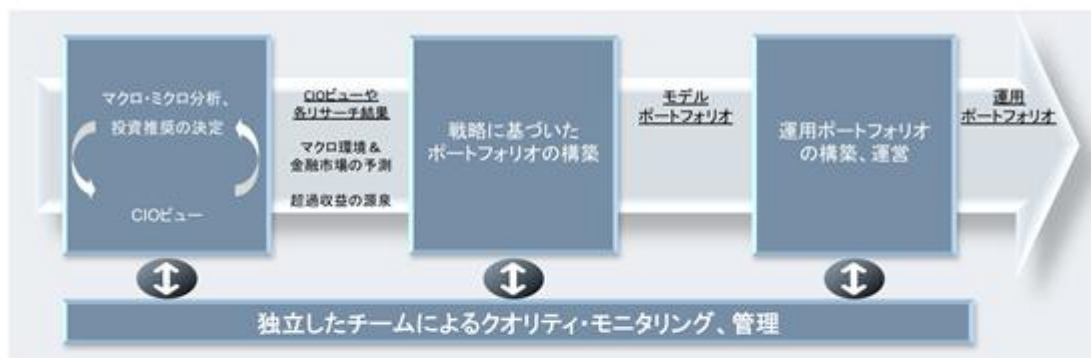 マクロ・ミクロ分析、
投資推奨の決定
CIOビュー
CIOビューや
各リサーチ結果
マクロ環境＆
金融市場の予測
超過収益の源泉
戦略に基づいた
ポートフォリオの構築
モデル
ポートフォリオ
運用ポートフォリオ
の構築、運営
運用
ポートフォリオ
独立したチームによるクオリティ・モニタリング、管理